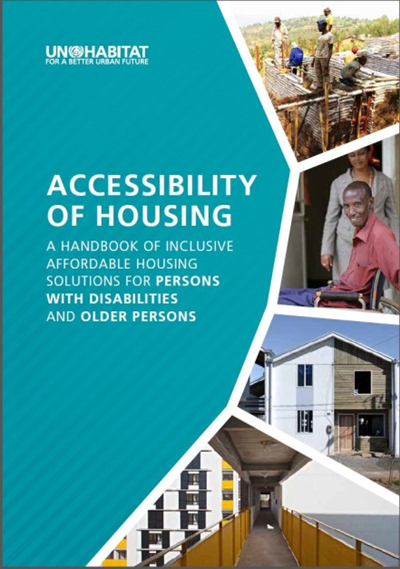 UN HABITAT
FOR A BETTER URBAN FUTURE
ACCESSIBILITY
OF HOUSING
A HANDBOOK OF INCLUSIVE
AFFORDABLE HOUSING
SOLUTIONS FOR PERSONS
WITH DISABILITIES
AND OLDER PERSONS